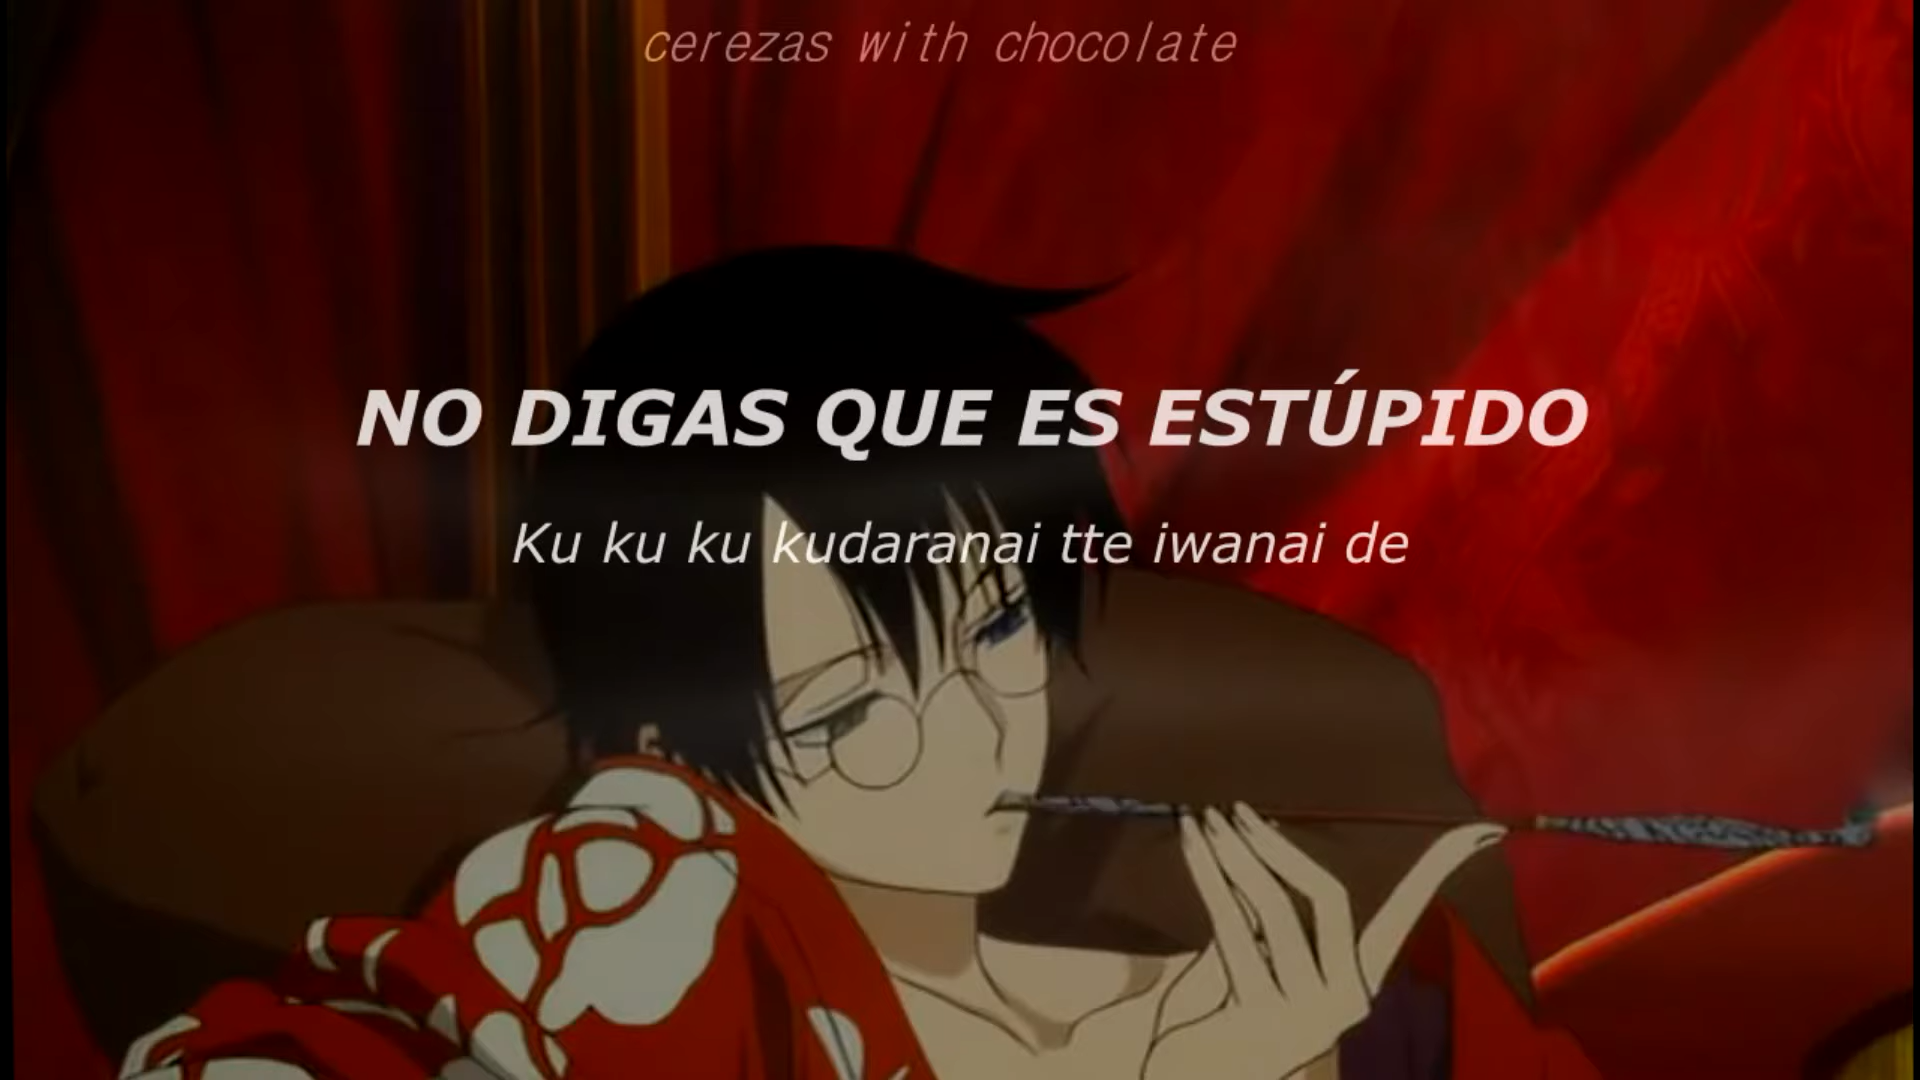 cerezas with chocolate
NO DIGAS QUE ES ESTÚPIDO
Ku ku ku kudaranai tte iwanai de